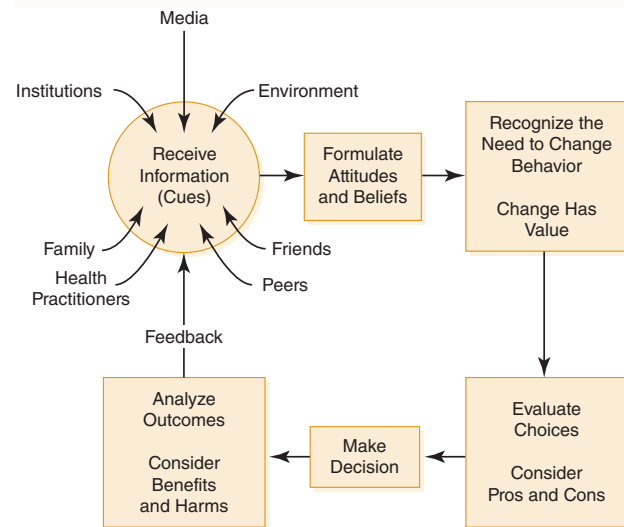 Media
Institutions
Environment
Receive
Information
(Cues)
Formulate
Attitudes
and Beliefs
Recognize the
Need to Change
Behavior
Change Has
Value
Family
Health
Practitioners
Friends
Peers
Feedback
Analyze
Outcomes
Consider
Benefits
and Harms
Make
Decision
Evaluate
Choices
Consider
Pros and Cons